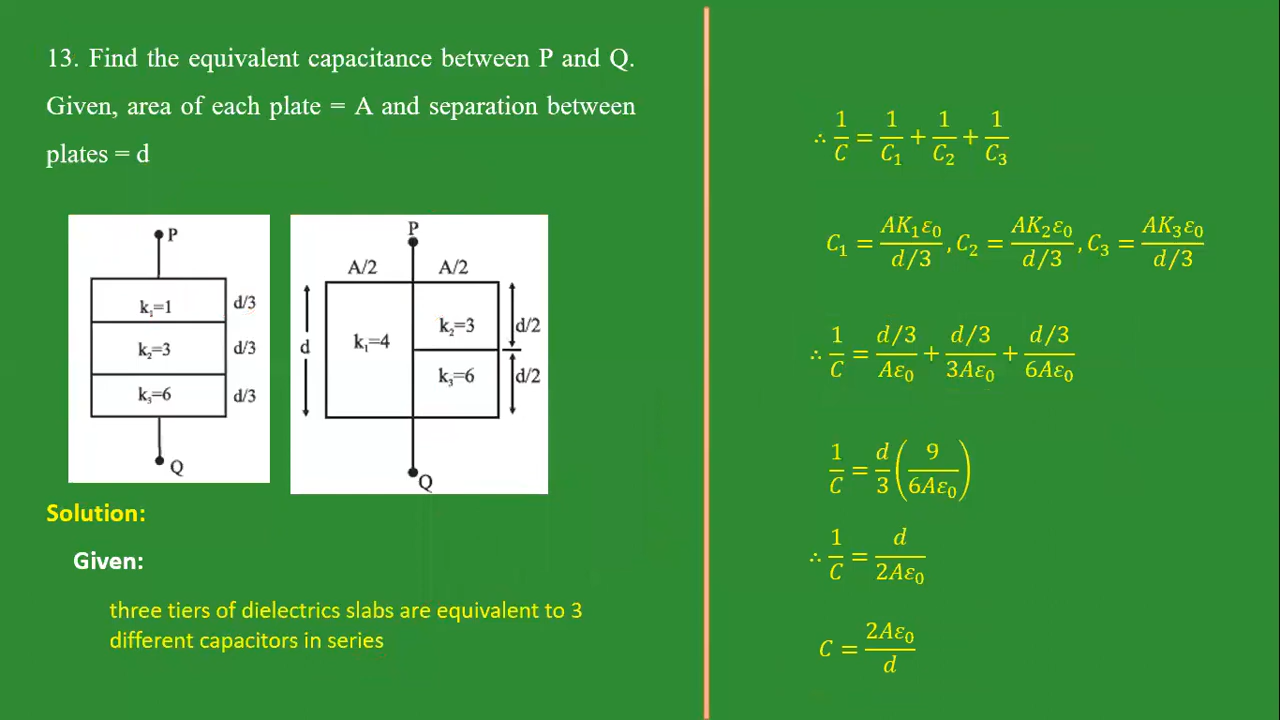 13. Find the equivalent capacitance between P and Q.
Given, area of each plate = A and separation between
plates = d
P
k₁=1 d/3
k₂=3 d/3
k₃=6 d/3
Q
P
A/2 A/2
d k₁=4 k₂=3 d/2
k₃=6 d/2
Q
Solution:
Given:
three tiers of dielectrics slabs are equivalent to 3
different capacitors in series
∴ 1/C = 1/C₁ + 1/C₂ + 1/C₃
C₁ = AK₁ε₀/(d/3) , C₂ = AK₂ε₀/(d/3) , C₃ = AK₃ε₀/(d/3)
∴ 1/C = (d/3)/(Aε₀) + (d/3)/(3Aε₀) + (d/3)/(6Aε₀)
1/C = d/3 (9/(6Aε₀))
∴ 1/C = d/(2Aε₀)
C = 2Aε₀/d